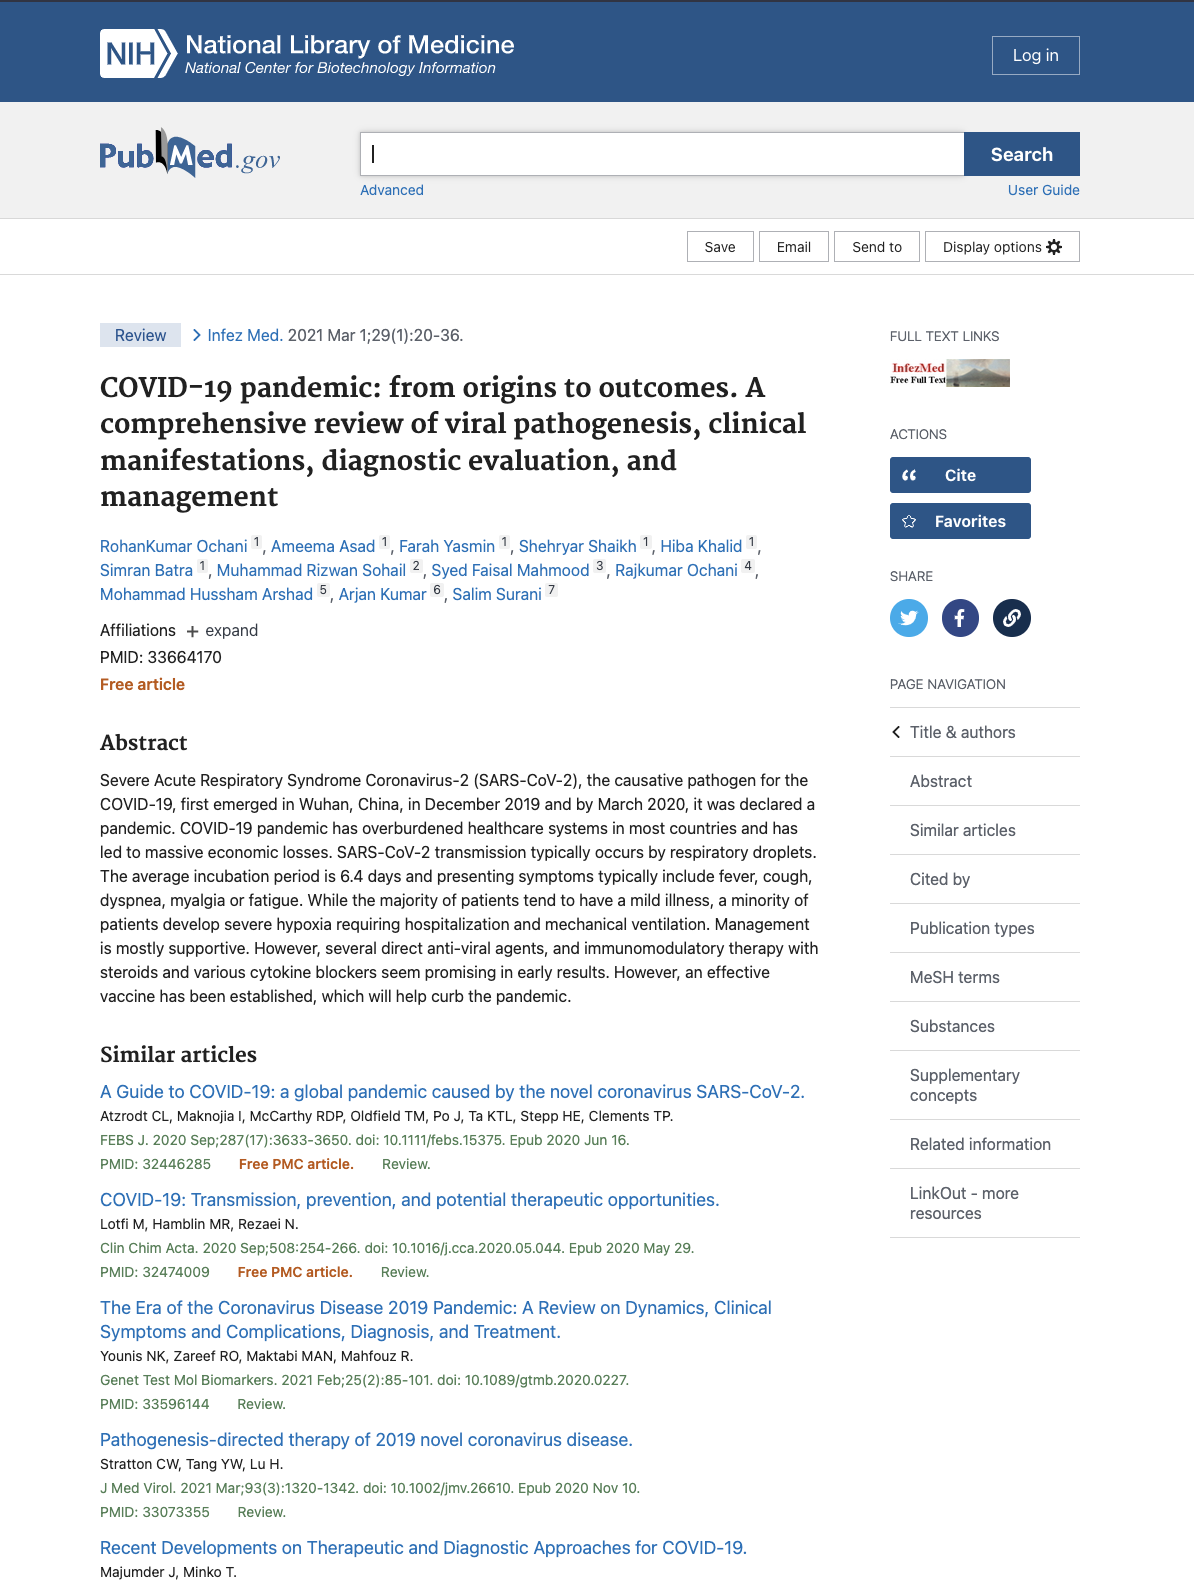 NIH National Library of Medicine
National Center for Biotechnology Information
Log in
PubMed.gov
Search
Advanced
User Guide
Save
Email
Send to
Display options
Review
Infez Med. 2021 Mar 1;29(1):20-36.
COVID-19 pandemic: from origins to outcomes. A
comprehensive review of viral pathogenesis, clinical
manifestations, diagnostic evaluation, and
management
RohanKumar Ochani 1, Ameema Asad 1, Farah Yasmin 1, Shehryar Shaikh 1, Hiba Khalid 1,
Simran Batra 1, Muhammad Rizwan Sohail 2, Syed Faisal Mahmood 3, Rajkumar Ochani 4,
Mohammad Hussham Arshad 5, Arjan Kumar 6, Salim Surani 7
Affiliations + expand
PMID: 33664170
Free article
Abstract
Severe Acute Respiratory Syndrome Coronavirus-2 (SARS-CoV-2), the causative pathogen for the
COVID-19, first emerged in Wuhan, China, in December 2019 and by March 2020, it was declared a
pandemic. COVID-19 pandemic has overburdened healthcare systems in most countries and has
led to massive economic losses. SARS-CoV-2 transmission typically occurs by respiratory droplets.
The average incubation period is 6.4 days and presenting symptoms typically include fever, cough,
dyspnea, myalgia or fatigue. While the majority of patients tend to have a mild illness, a minority of
patients develop severe hypoxia requiring hospitalization and mechanical ventilation. Management
is mostly supportive. However, several direct anti-viral agents, and immunomodulatory therapy with
steroids and various cytokine blockers seem promising in early results. However, an effective
vaccine has been established, which will help curb the pandemic.
Similar articles
A Guide to COVID-19: a global pandemic caused by the novel coronavirus SARS-CoV-2.
Atzrodt CL, Maknojia I, McCarthy RDP, Oldfield TM, Po J, Ta KTL, Stepp HE, Clements TP.
FEBS J. 2020 Sep;287(17):3633-3650. doi: 10.1111/febs.15375. Epub 2020 Jun 16.
PMID: 32446285 Free PMC article. Review.
COVID-19: Transmission, prevention, and potential therapeutic opportunities.
Lotfi M, Hamblin MR, Rezaei N.
Clin Chim Acta. 2020 Sep;508:254-266. doi: 10.1016/j.cca.2020.05.044. Epub 2020 May 29.
PMID: 32474009 Free PMC article. Review.
The Era of the Coronavirus Disease 2019 Pandemic: A Review on Dynamics, Clinical
Symptoms and Complications, Diagnosis, and Treatment.
Younis NK, Zareef RO, Maktabi MAN, Mahfouz R.
Genet Test Mol Biomarkers. 2021 Feb;25(2):85-101. doi: 10.1089/gtmb.2020.0227.
PMID: 33596144 Review.
Pathogenesis-directed therapy of 2019 novel coronavirus disease.
Stratton CW, Tang YW, Lu H.
J Med Virol. 2021 Mar;93(3):1320-1342. doi: 10.1002/jmv.26610. Epub 2020 Nov 10.
PMID: 33073355 Review.
Recent Developments on Therapeutic and Diagnostic Approaches for COVID-19.
Majumder J, Minko T.
FULL TEXT LINKS
InfezMed
Free Full Text
ACTIONS
Cite
Favorites
SHARE
PAGE NAVIGATION
Title & authors
Abstract
Similar articles
Cited by
Publication types
MeSH terms
Substances
Supplementary
concepts
Related information
LinkOut - more
resources